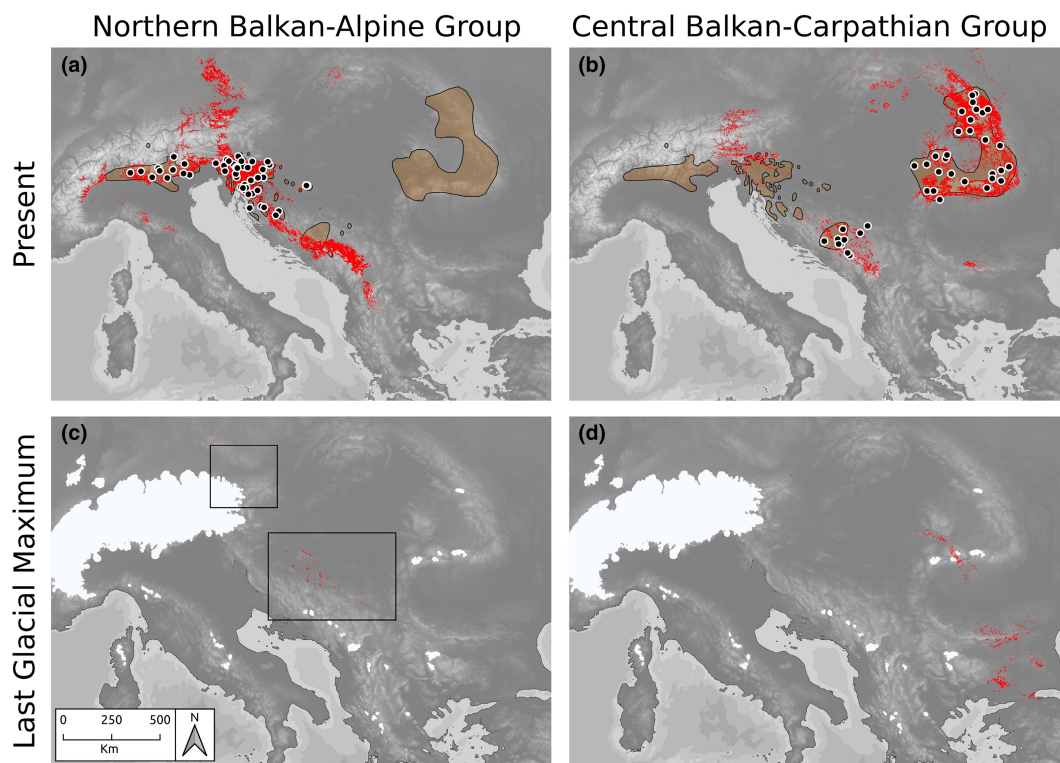 Northern Balkan-Alpine Group
Central Balkan-Carpathian Group
Present
(a)
(b)
Last Glacial Maximum
(c)
(d)
0 250 500
Km
N